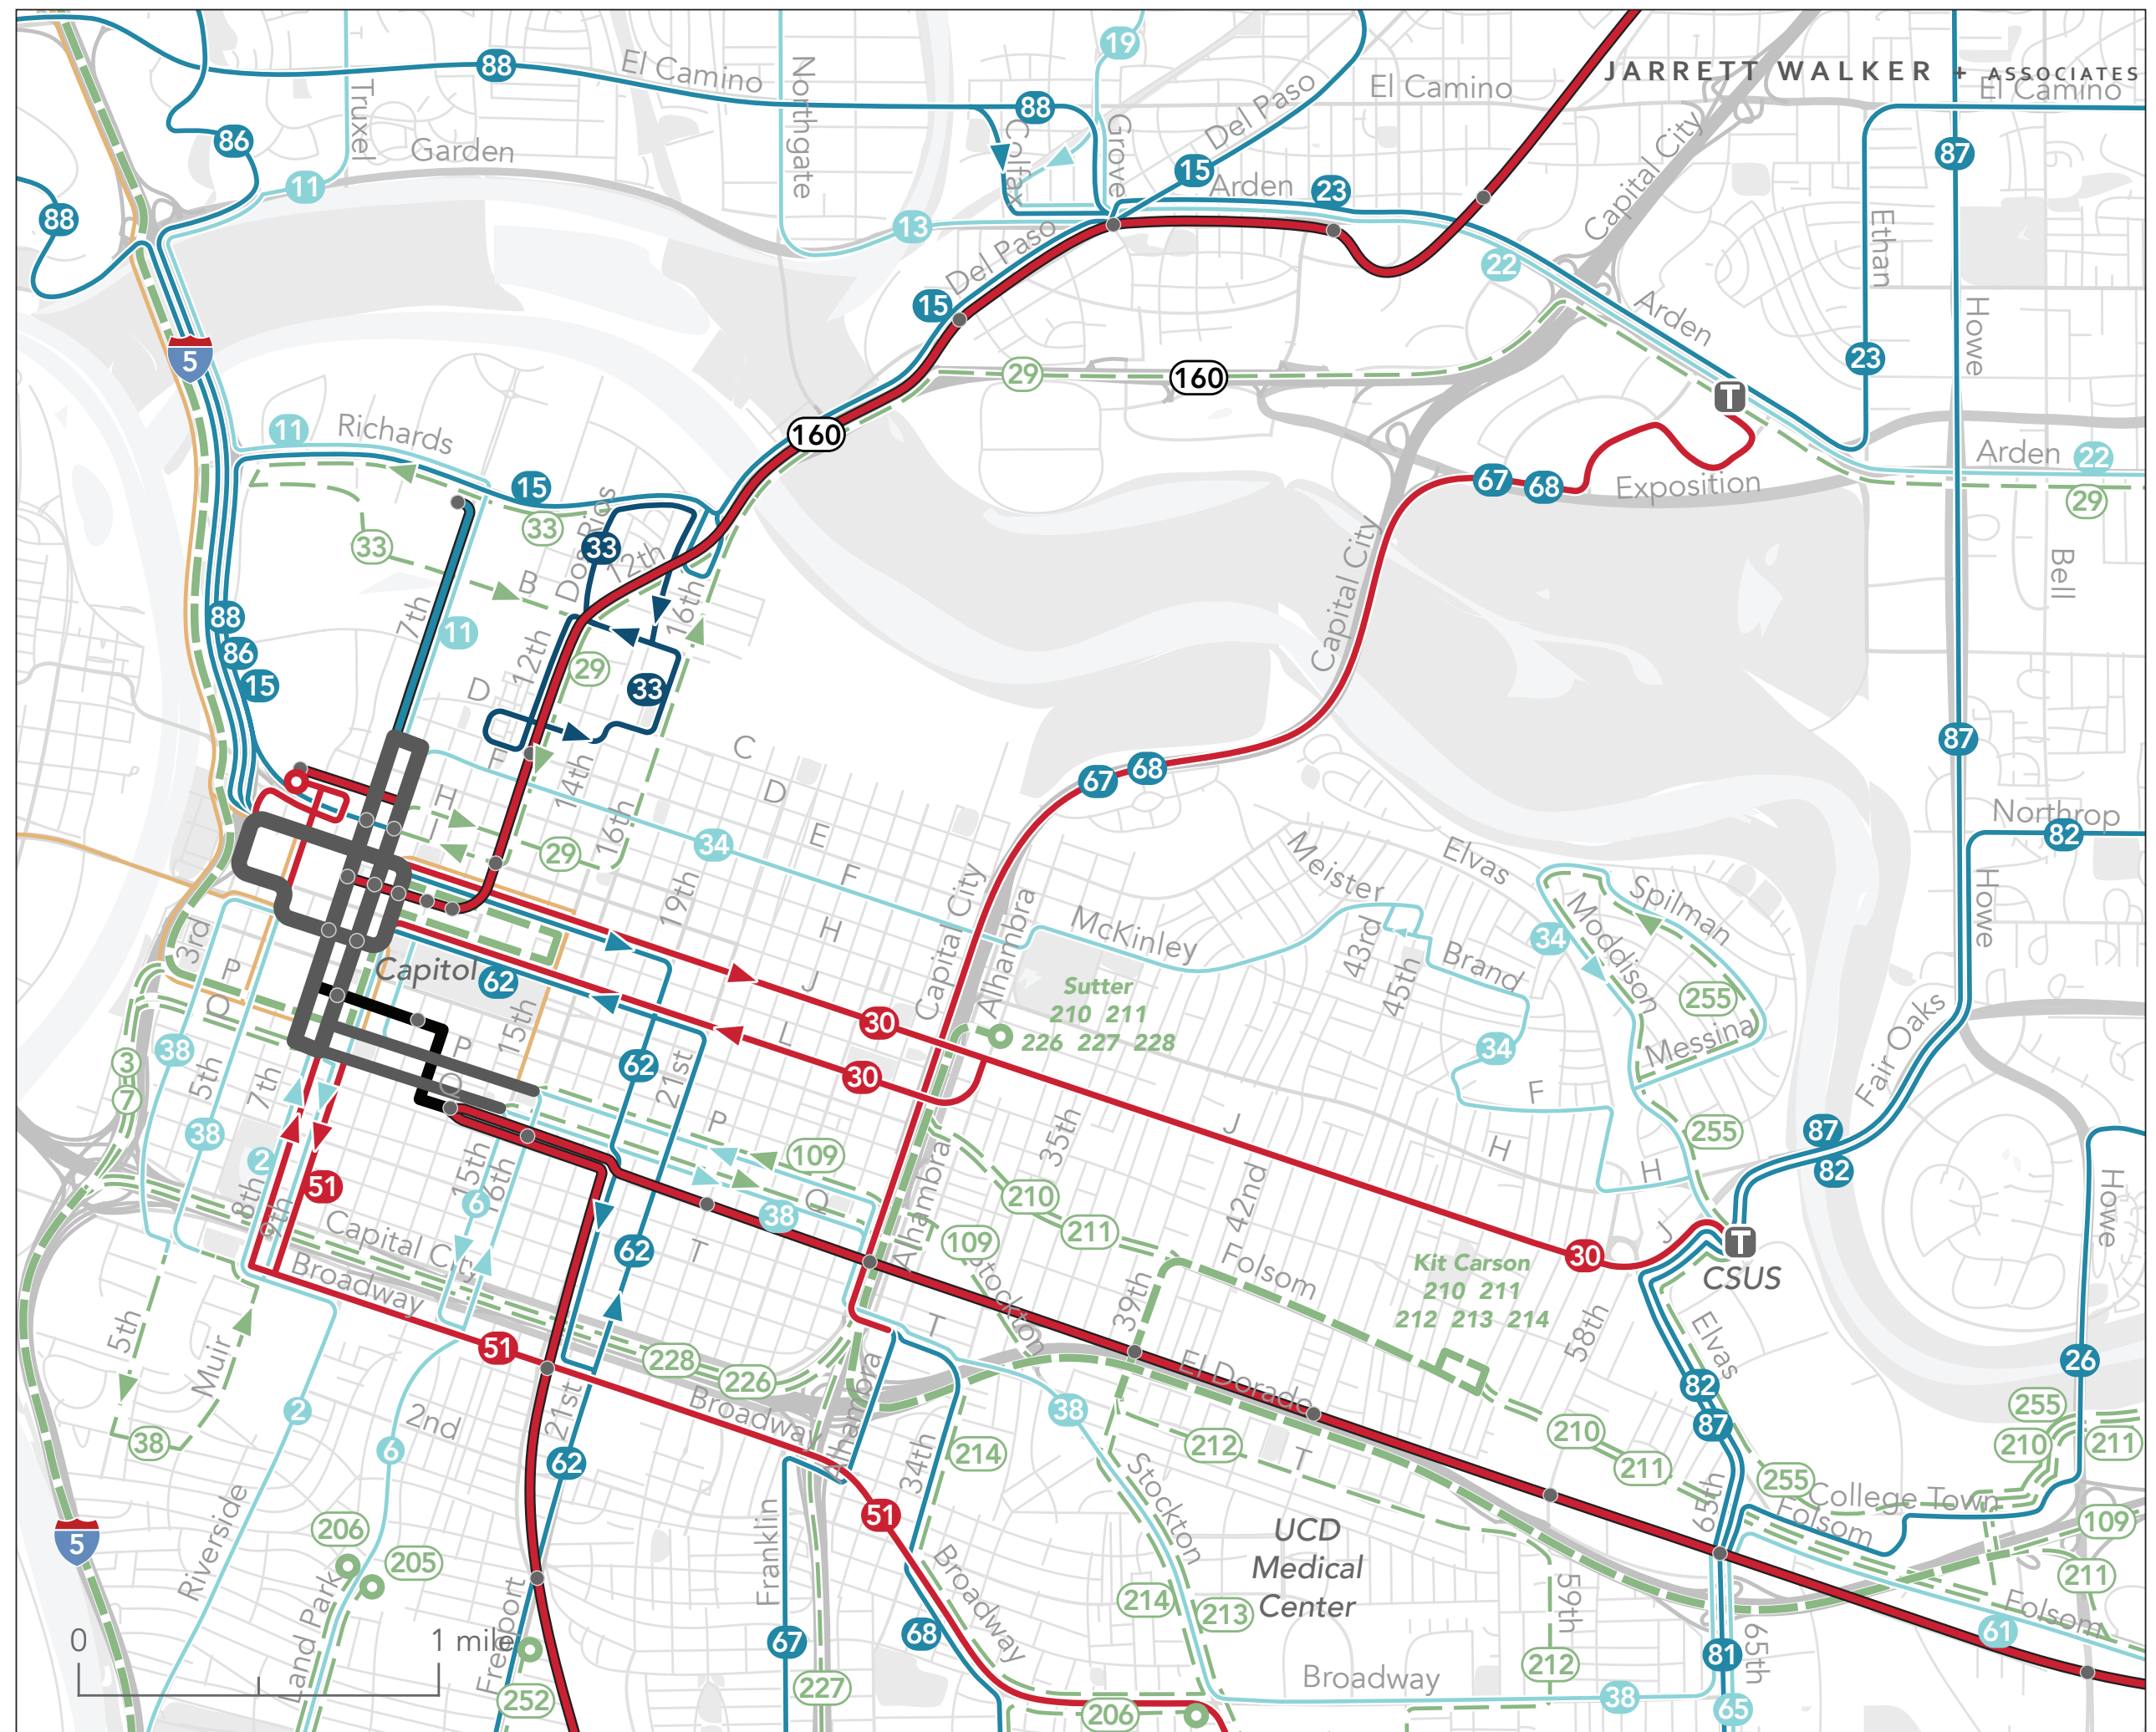 19
88
El Camino
Northgate
Truxel
JARRETT WALKER + ASSOCIATES
El Camino
El Camino
88
Del Paso
Capital City
86
Garden
Colfax
Grove
87
15
Arden
23
11
88
13
Del Paso
22
Ethan
Howe
15
Arden
5
23
29
160
T
11
Richards
160
Arden
22
15
67
68
Exposition
29
33
33
Dos Rios
33
12th
B
Capital City
Bell
88
7th
11
12th
16th
86
29
15
D
33
87
C
F
14th
D
67
68
H
16th
Northrop
82
I
29
34
E
F
Meister
Elvas
19th
Capital City
Alhambra
Spilman
Howe
3rd
H
McKinley
43rd
34
Moddison
P
Capitol
62
45th
Brand
Q
J
Sutter
210 211
226 227 228
255
15th
30
L
Messina
Fair Oaks
3
38
5th
7th
P
62
21st
30
34
7
Q
F
35th
38
P
J
255
87
2
15th
16th
109
H
82
51
6
Q
Alhambra
210
42nd
H
8th
9th
38
211
Howe
Capital City
62
T
109
J
30
T
CSUS
Broadway
Stockton
Folsom
Kit Carson
210 211
212 213 214
5th
39th
58th
Elvas
Muir
51
T
228
226
El Dorado
26
82
2
2nd
21st
Broadway
Alhambra
38
255
87
38
6
34th
214
212
T
210
210
211
62
211
Stockton
255
College Town
Riverside
51
65th
Folsom
109
206
Franklin
UCD
Medical
Center
5
205
Broadway
211
Land Park
Freeport
214
213
59th
Folsom
0
1 mile
67
68
61
81
65th
227
Broadway
212
252
206
38
65